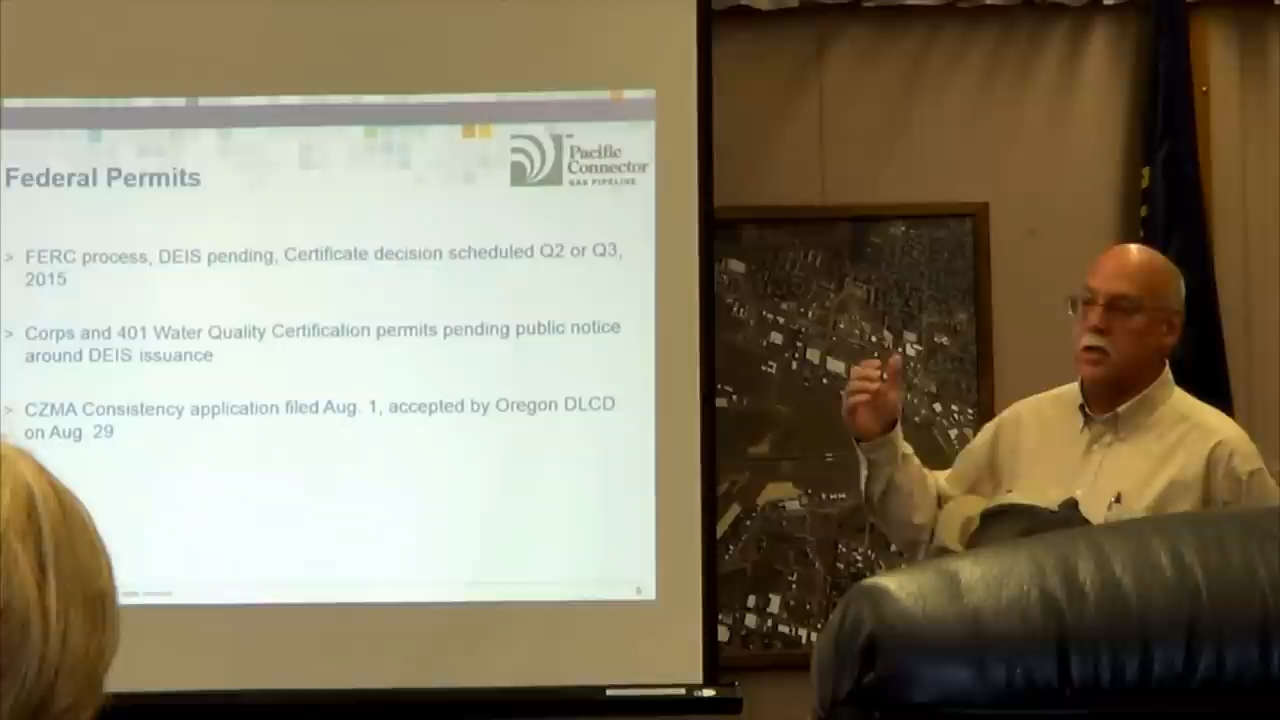 Pacific
Connector
GAS PIPELINE
Federal Permits
> FERC process, DEIS pending, Certificate decision scheduled Q2 or Q3,
2015
> Corps and 401 Water Quality Certification permits pending public notice
around DEIS issuance
> CZMA Consistency application filed Aug. 1, accepted by Oregon DLCD
on Aug 29